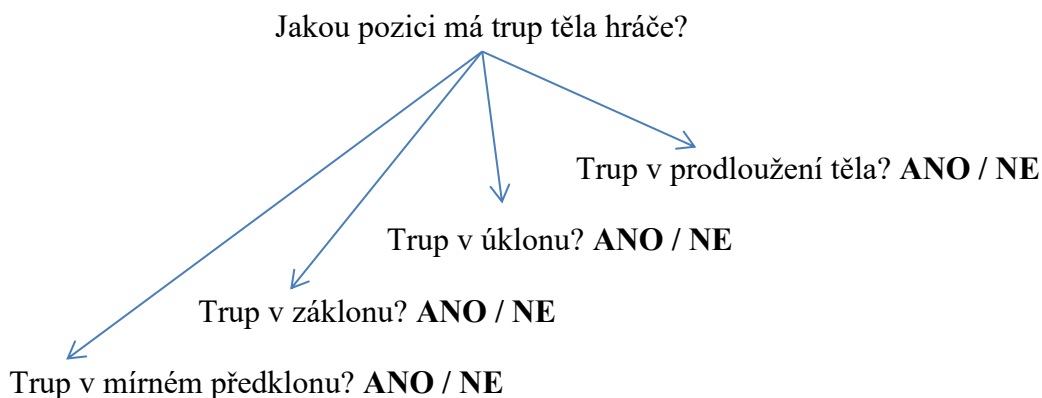 Jakou pozici má trup těla hráče?
Trup v prodloužení těla? ANO / NE
Trup v úklonu? ANO / NE
Trup v záklonu? ANO / NE
Trup v mírném předklonu? ANO / NE